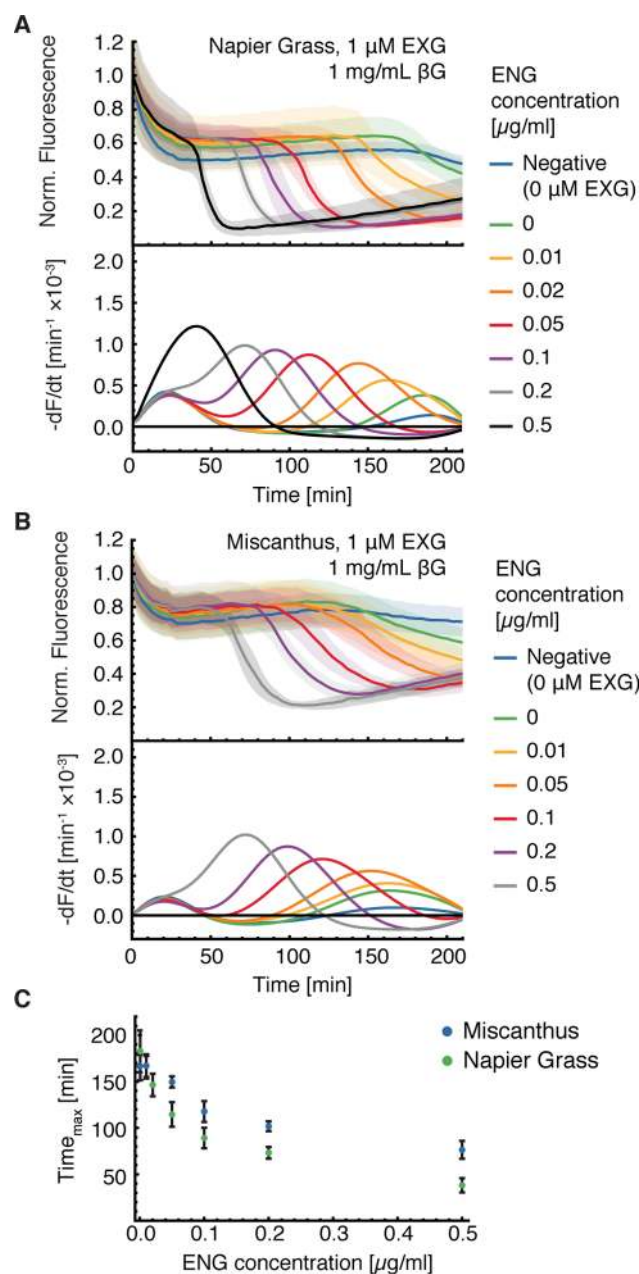 A
Napier Grass, 1 µM EXG
1 mg/mL βG
Norm. Fluorescence
1.2
1.0
0.8
0.6
0.4
0.2
-dF/dt [min⁻¹ ×10⁻³]
2.0
1.5
1.0
0.5
0.0
0 50 100 150 200
Time [min]
ENG
concentration
[µg/ml]
Negative
(0 µM EXG)
0
0.01
0.02
0.05
0.1
0.2
0.5
B
Miscanthus, 1 µM EXG
1 mg/mL βG
Norm. Fluorescence
1.2
1.0
0.8
0.6
0.4
0.2
-dF/dt [min⁻¹ ×10⁻³]
2.0
1.5
1.0
0.5
0.0
0 50 100 150 200
Time [min]
ENG
concentration
[µg/ml]
Negative
(0 µM EXG)
0
0.01
0.05
0.1
0.2
0.5
C
Miscanthus
Napier Grass
Timemax [min]
200
150
100
50
0.0 0.1 0.2 0.3 0.4 0.5
ENG concentration [µg/ml]